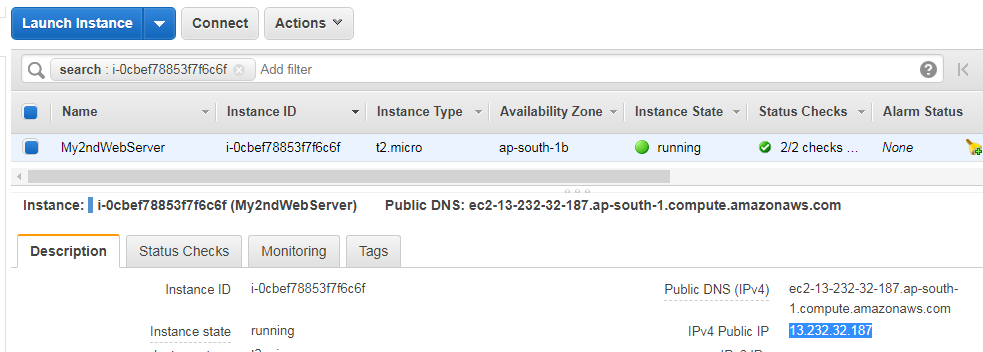 Launch Instance Connect Actions
search : i-0cbef78853f7f6c6f Add filter
Name Instance ID Instance Type Availability Zone Instance State Status Checks Alarm Status
My2ndWebServer i-0cbef78853f7f6c6f t2.micro ap-south-1b running 2/2 checks ... None
Instance: i-0cbef78853f7f6c6f (My2ndWebServer) Public DNS: ec2-13-232-32-187.ap-south-1.compute.amazonaws.com
Description Status Checks Monitoring Tags
Instance ID i-0cbef78853f7f6c6f Public DNS (IPv4) ec2-13-232-32-187.ap-south-
1.compute.amazonaws.com
Instance state running IPv4 Public IP 13.232.32.187